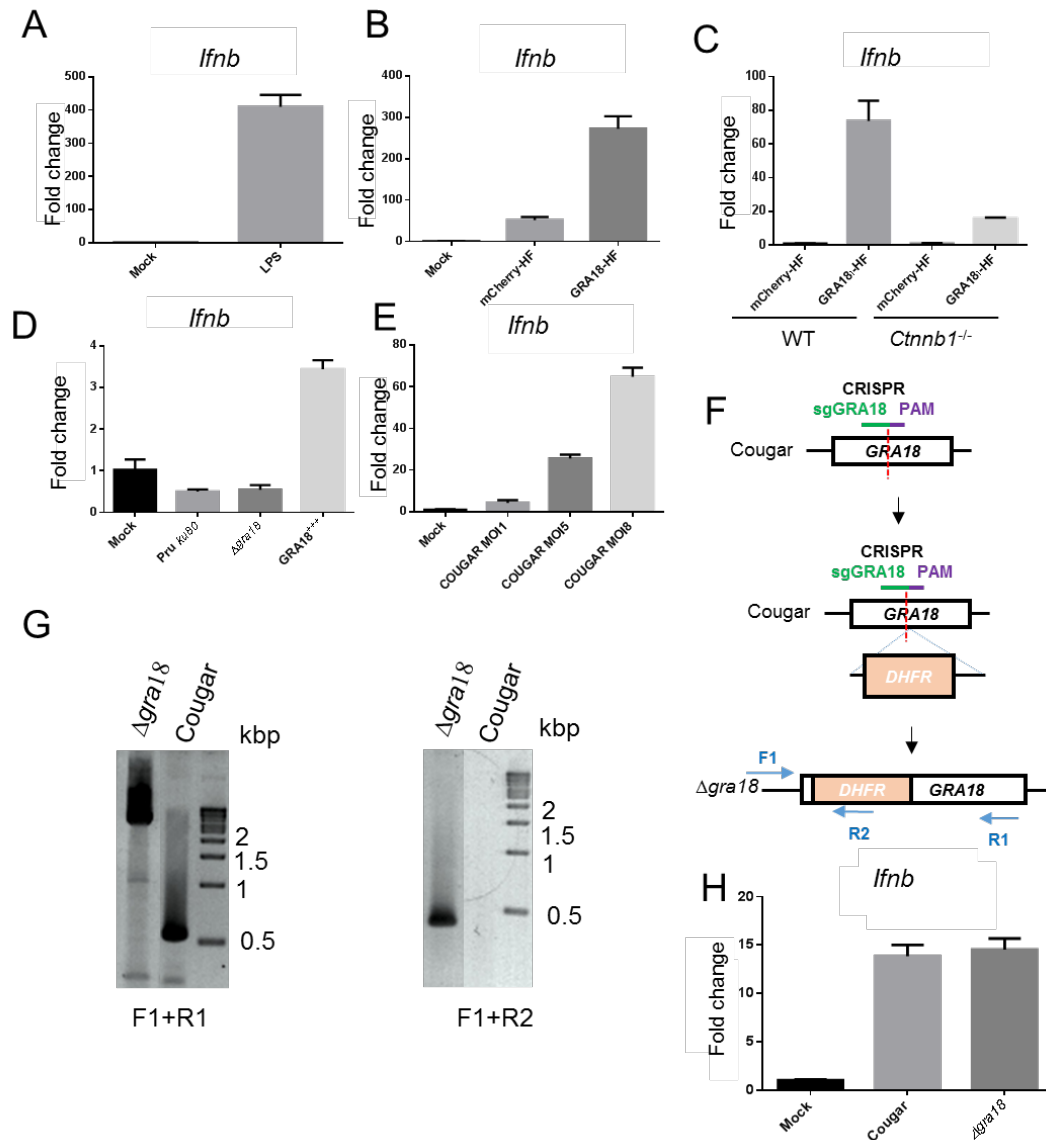 A
Ifnb
Fold change
500
400
300
200
100
0
Mock
LPS
B
Ifnb
Fold change
400
300
200
100
0
Mock
mCherry-HF
GRA18-HF
C
Ifnb
Fold change
100
80
60
40
20
0
mCherry-HF
GRA18:-HF
mCherry-HF
GRA18:-HF
WT
Ctnnb1-/-
D
Ifnb
Fold change
4
3
2
1
0
Mock
Pru ku80
Δgra18
GRA18+++
E
Ifnb
Fold change
60
40
20
0
Mock
COUGAR MOI1
COUGAR MOI5
COUGAR MOI8
F
CRISPR
sgGRA18 PAM
Cougar
GRA18
CRISPR
sgGRA18 PAM
Cougar
GRA18
DHFR
F1
Δgra18
DHFR
GRA18
R2
R1
G
Δgra18
Cougar
kbp
2
1.5
1
0.5
F1+R1
Δgra18
Cougar
kbp
2
1.5
1
0.5
F1+R2
H
Ifnb
Fold change
20
15
10
5
0
Mock
Cougar
Δgra18